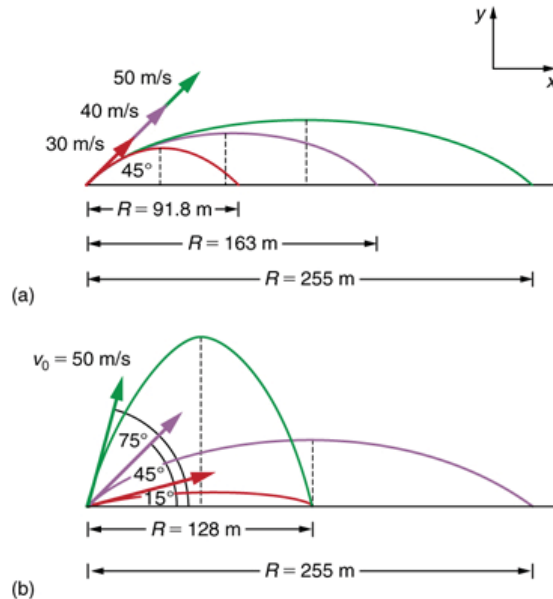 y
x
50 m/s
40 m/s
30 m/s
45°
R = 91.8 m
R = 163 m
R = 255 m
(a)
v₀ = 50 m/s
75°
45°
15°
R = 128 m
R = 255 m
(b)